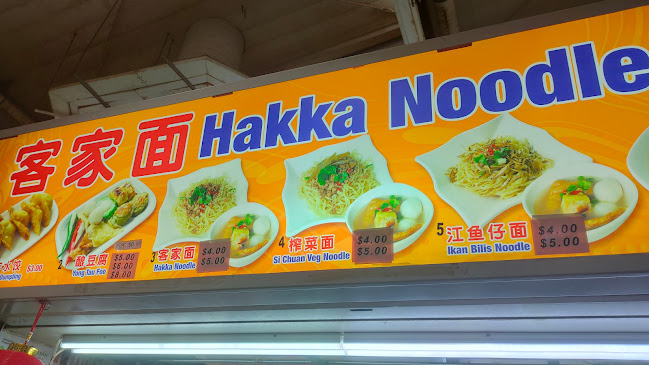 客家面 Hakka Noodle
水饺 $3.00
Dumpling
2 酿豆腐
Yong Tau Foo
$5.00
$6.00
$8.00
3 客家面
Hakka Noodle
$4.00
$5.00
4 榨菜面
Si Chuan Veg Noodle
$4.00
$5.00
5 江鱼仔面
Ikan Bilis Noodle
$4.00
$5.00